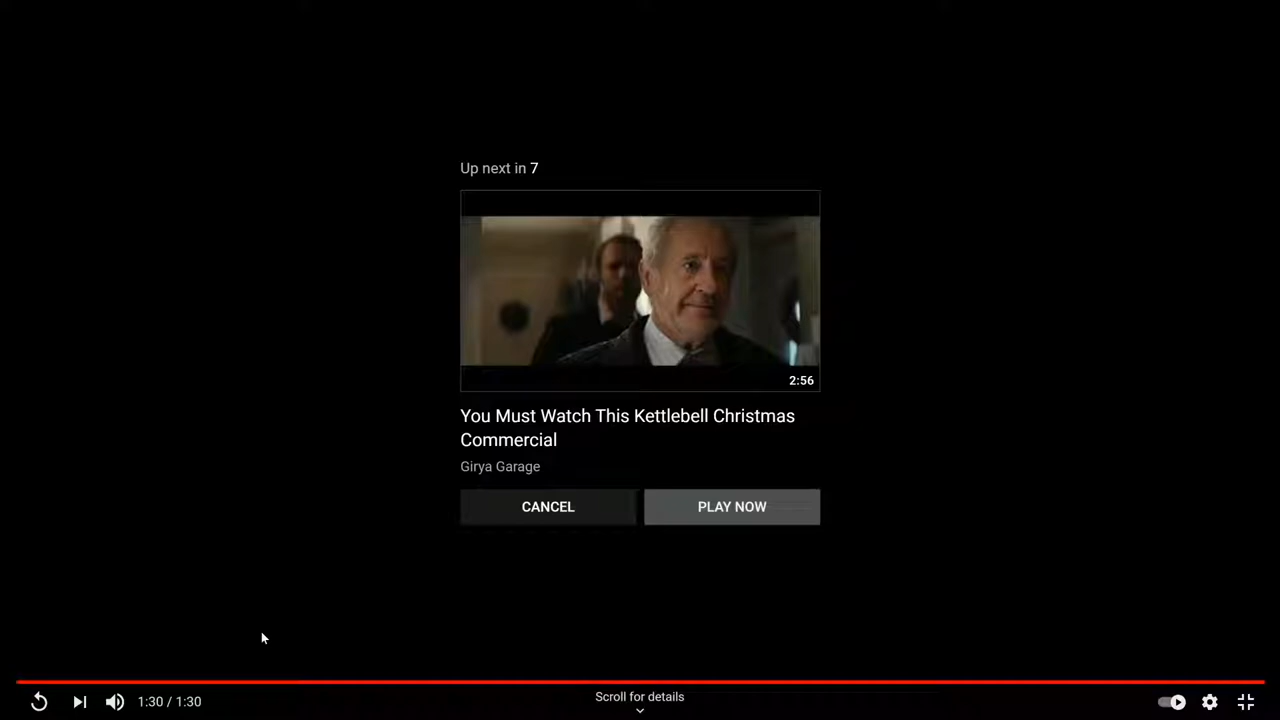 Up next in 7
2:56
You Must Watch This Kettlebell Christmas
Commercial
Girya Garage
CANCEL
PLAY NOW
1:30 / 1:30
Scroll for details